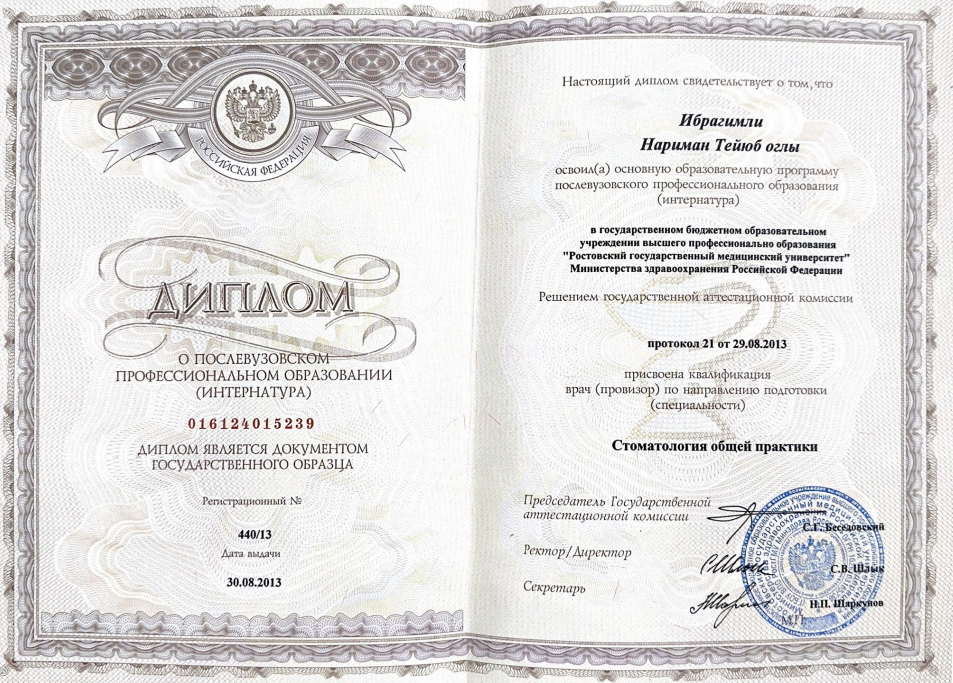 РОССИЙСКАЯ ФЕДЕРАЦИЯ
ДИПЛОМ
О ПОСЛЕВУЗОВСКОМ
ПРОФЕССИОНАЛЬНОМ ОБРАЗОВАНИИ
(ИНТЕРНАТУРА)
016124015239
ДИПЛОМ ЯВЛЯЕТСЯ ДОКУМЕНТОМ
ГОСУДАРСТВЕННОГО ОБРАЗЦА
Регистрационный №
440/13
Дата выдачи
30.08.2013
Настоящий диплом свидетельствует о том, что
Ибрагимли
Нариман Тейюб оглы
освоил(а) основную образовательную программу
послевузовского профессионального образования
(интернатура)
в государственном бюджетном образовательном
учреждении высшего профессионально образования
"Ростовский государственный медицинский университет"
Министерства здравоохранения Российской Федерации
Решением государственной аттестационной комиссии
протокол 21 от 29.08.2013
присвоена квалификация
врач (провизор) по направлению подготовки
(специальности)
Стоматология общей практики
Председатель Государственной
аттестационной комиссии
С.Г. Беседовский
Ректор/Директор
С.В. Шлык
Секретарь
Н.П. Шаркунов
М.П.